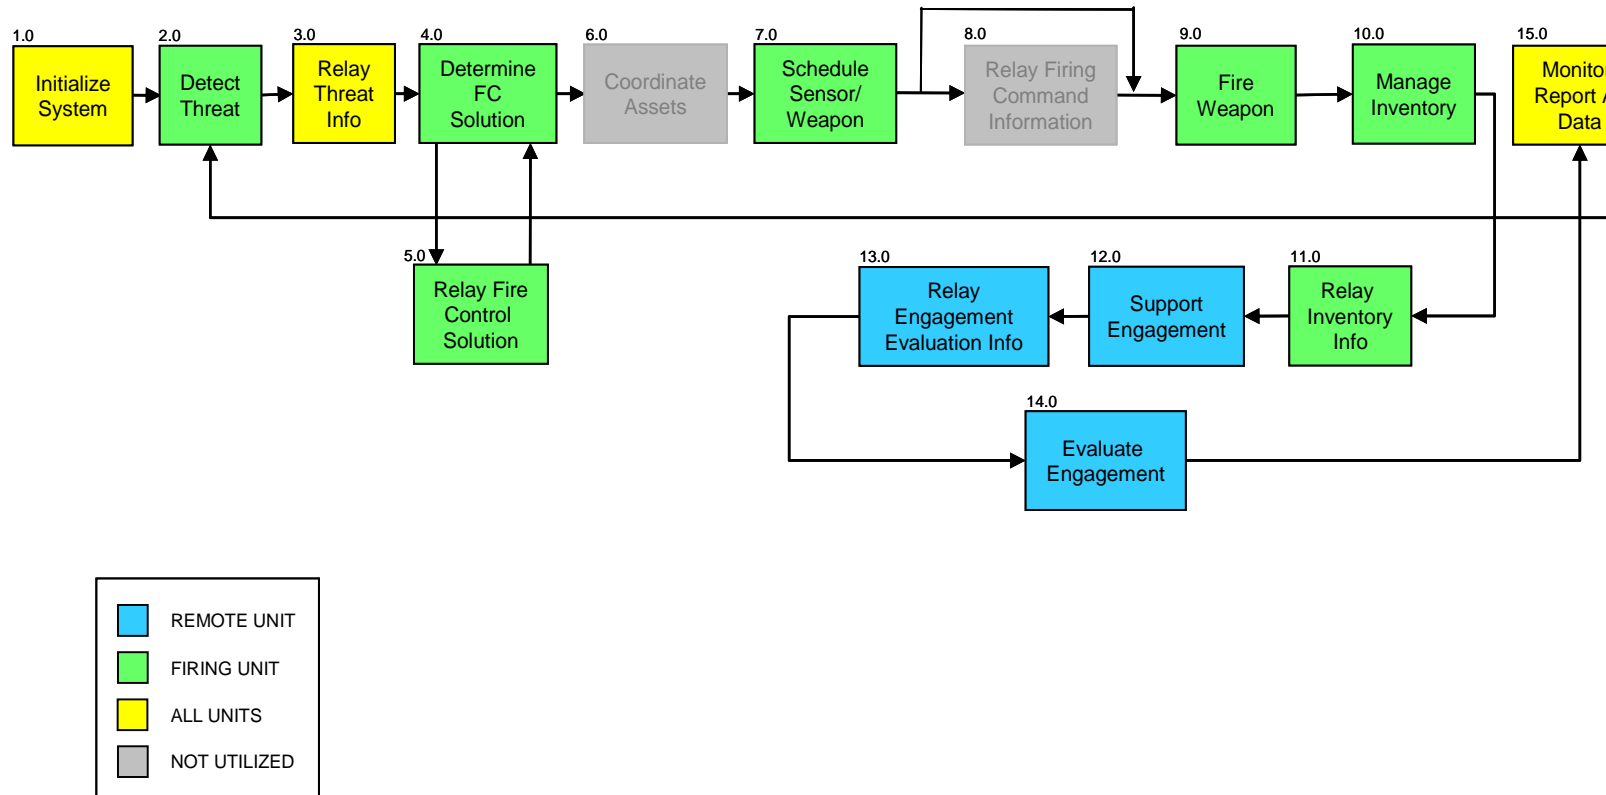 1.0
Initialize
System
2.0
Detect
Threat
3.0
Relay
Threat
Info
4.0
Determine
FC
Solution
6.0
Coordinate
Assets
7.0
Schedule
Sensor/
Weapon
8.0
Relay Firing
Command
Information
9.0
Fire
Weapon
10.0
Manage
Inventory
15.0
Monitor
Report A
Data
5.0
Relay Fire
Control
Solution
13.0
Relay
Engagement
Evaluation Info
12.0
Support
Engagement
11.0
Relay
Inventory
Info
14.0
Evaluate
Engagement
REMOTE UNIT
FIRING UNIT
ALL UNITS
NOT UTILIZED